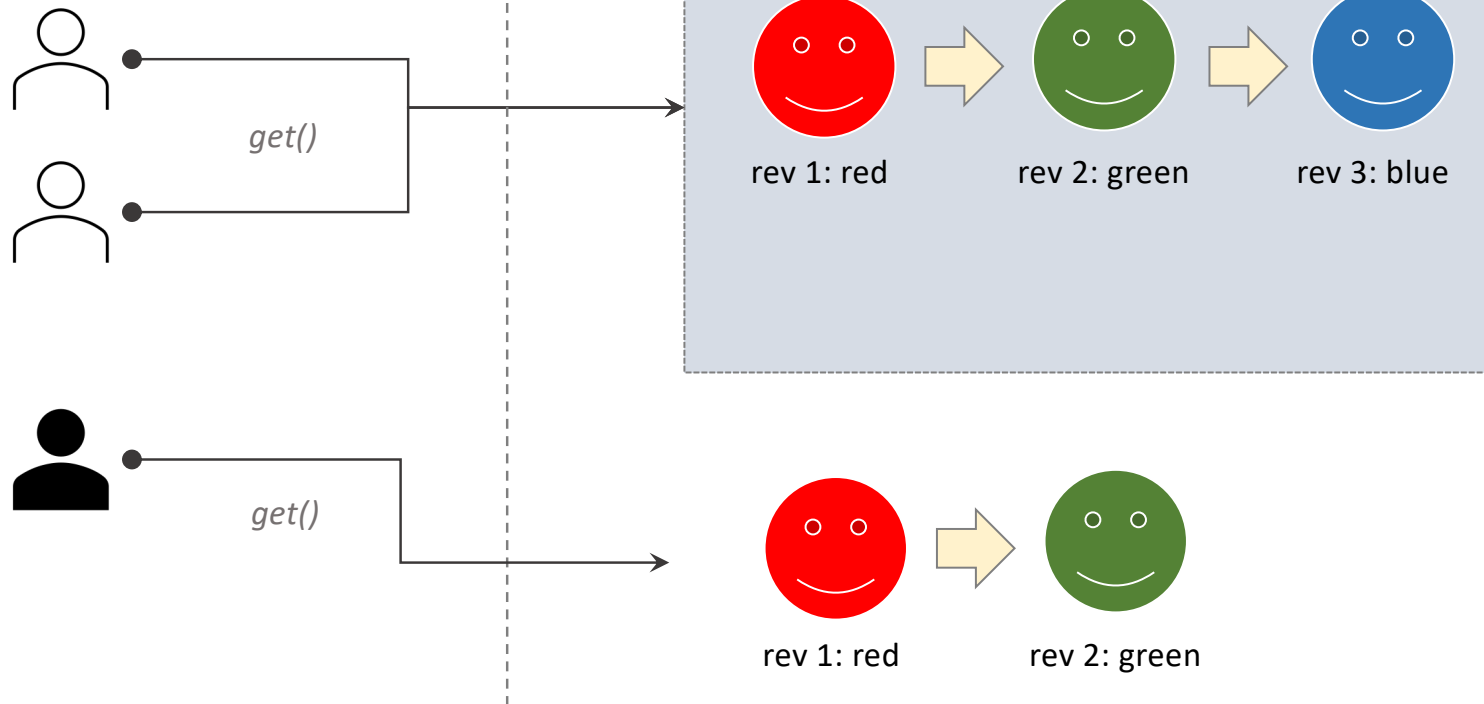 get()
rev 1: red
rev 2: green
rev 3: blue
get()
rev 1: red
rev 2: green